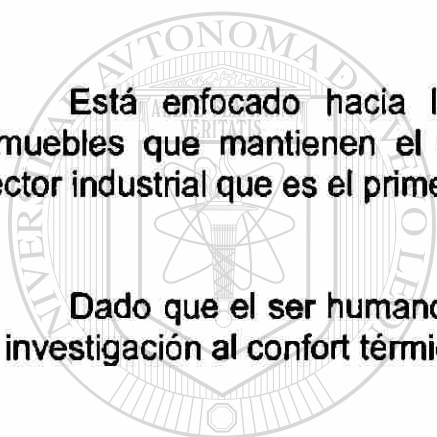 Está enfocado hacia l
muebles que mantienen el
ector industrial que es el prime
Dado que el ser humano
investigación al confort térmi